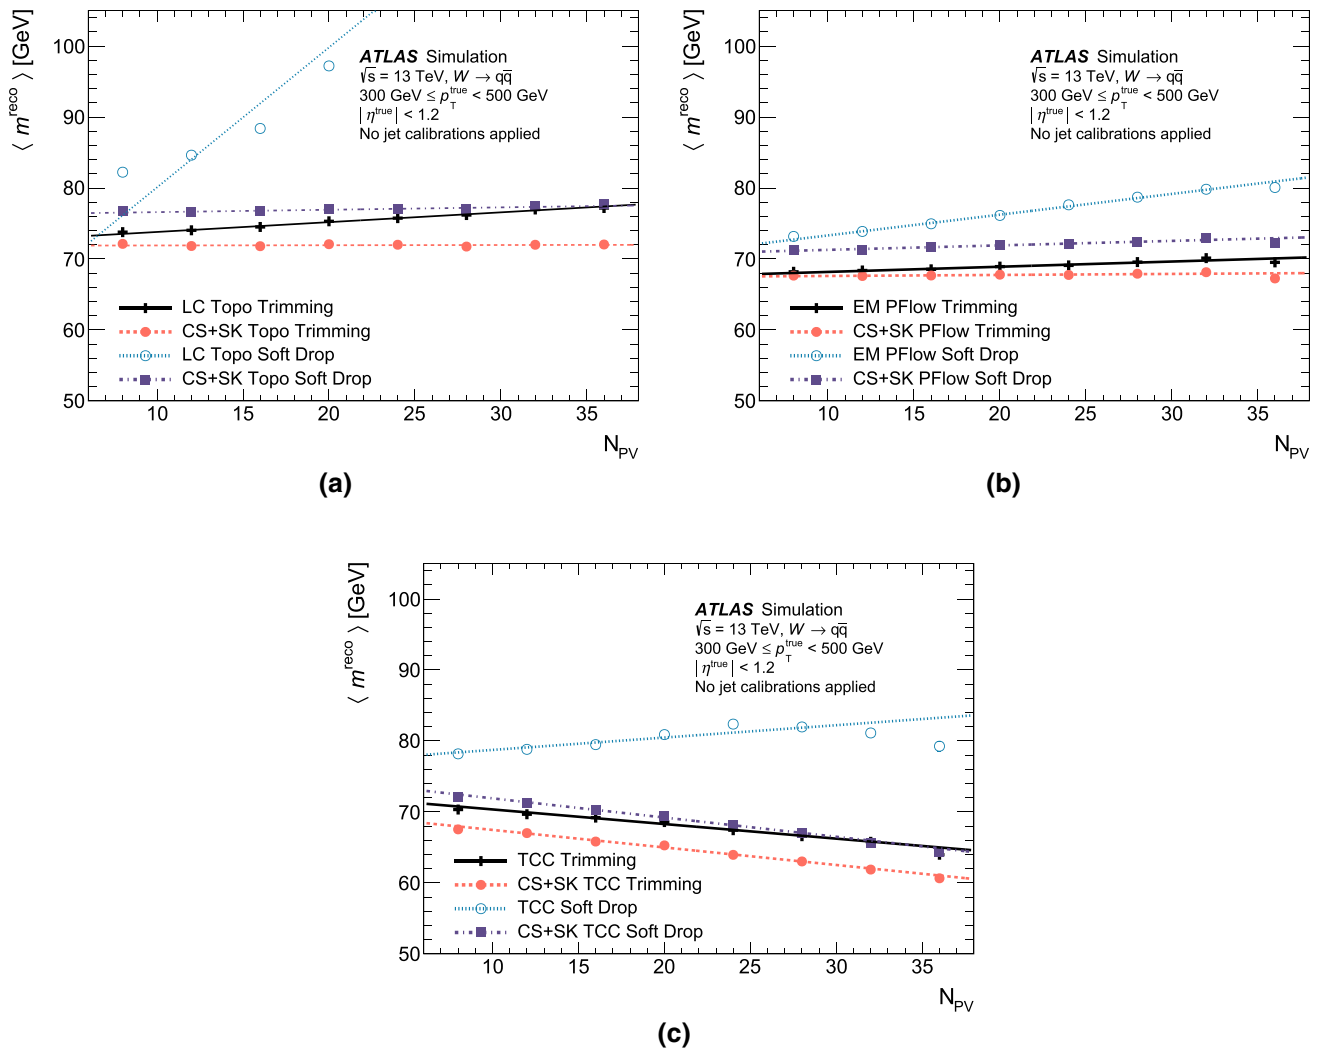 ⟨ m^reco ⟩ [GeV]
100
90
80
70
60
50
10 15 20 25 30 35
N_PV
ATLAS Simulation
√s = 13 TeV, W → qq̅
300 GeV ≤ p_T^true < 500 GeV
|η^true| < 1.2
No jet calibrations applied
LC Topo Trimming
CS+SK Topo Trimming
LC Topo Soft Drop
CS+SK Topo Soft Drop
(a)
⟨ m^reco ⟩ [GeV]
100
90
80
70
60
50
10 15 20 25 30 35
N_PV
ATLAS Simulation
√s = 13 TeV, W → qq̅
300 GeV ≤ p_T^true < 500 GeV
|η^true| < 1.2
No jet calibrations applied
EM PFlow Trimming
CS+SK PFlow Trimming
EM PFlow Soft Drop
CS+SK PFlow Soft Drop
(b)
⟨ m^reco ⟩ [GeV]
100
90
80
70
60
50
10 15 20 25 30 35
N_PV
ATLAS Simulation
√s = 13 TeV, W → qq̅
300 GeV ≤ p_T^true < 500 GeV
|η^true| < 1.2
No jet calibrations applied
TCC Trimming
CS+SK TCC Trimming
TCC Soft Drop
CS+SK TCC Soft Drop
(c)